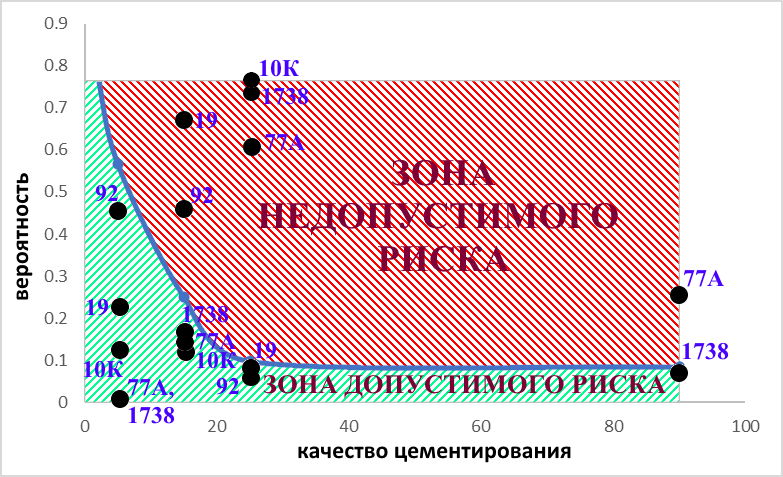 0.9
0.8
0.7
0.6
0.5
0.4
0.3
0.2
0.1
0
вероятность
10К
1738
19
77А
92
92
ЗОНА
НЕДОПУСТИМОГО
РИСКА
77А
19
1738
77А
10К
19
1738
10К
92
ЗОНА ДОПУСТИМОГО РИСКА
77А,
1738
0
20
40
60
80
100
качество цементирования